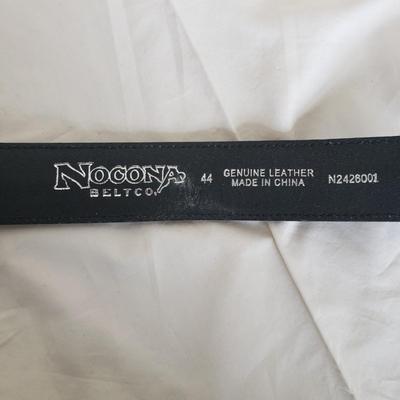 NOCONA
BELT CO.
44
GENUINE LEATHER
MADE IN CHINA
N2426001